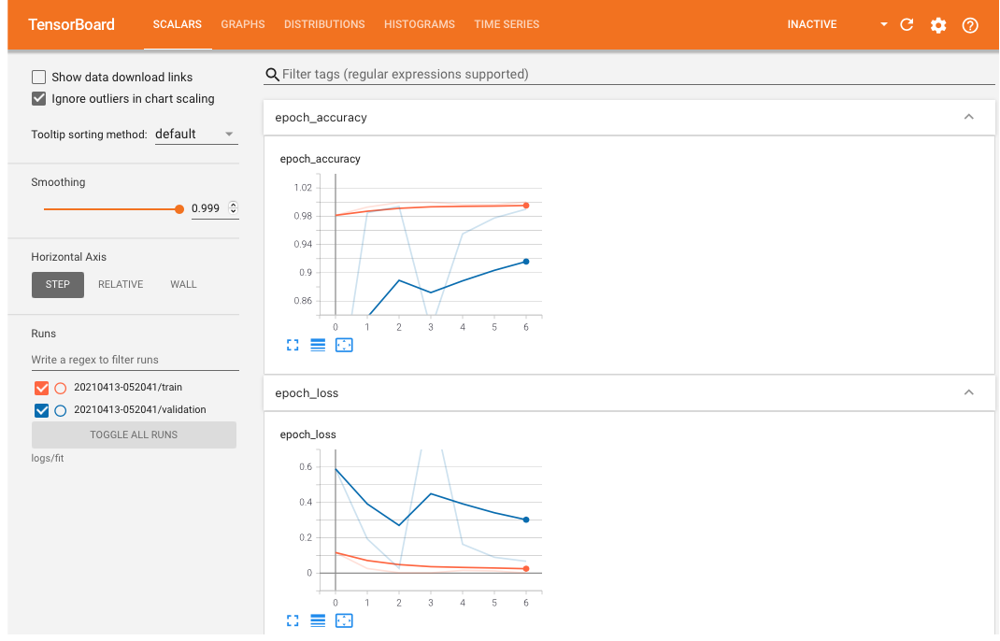 TensorBoard SCALARS GRAPHS DISTRIBUTIONS HISTOGRAMS TIME SERIES INACTIVE
Show data download links
Ignore outliers in chart scaling
Tooltip sorting method: default
Smoothing
0.999
Horizontal Axis
STEP RELATIVE WALL
Runs
Write a regex to filter runs
20210413-052041/train
20210413-052041/validation
TOGGLE ALL RUNS
logs/fit
Filter tags (regular expressions supported)
epoch_accuracy
epoch_accuracy
1.02
0.98
0.94
0.9
0.86
0 1 2 3 4 5 6
epoch_loss
epoch_loss
0.6
0.4
0.2
0
0 1 2 3 4 5 6